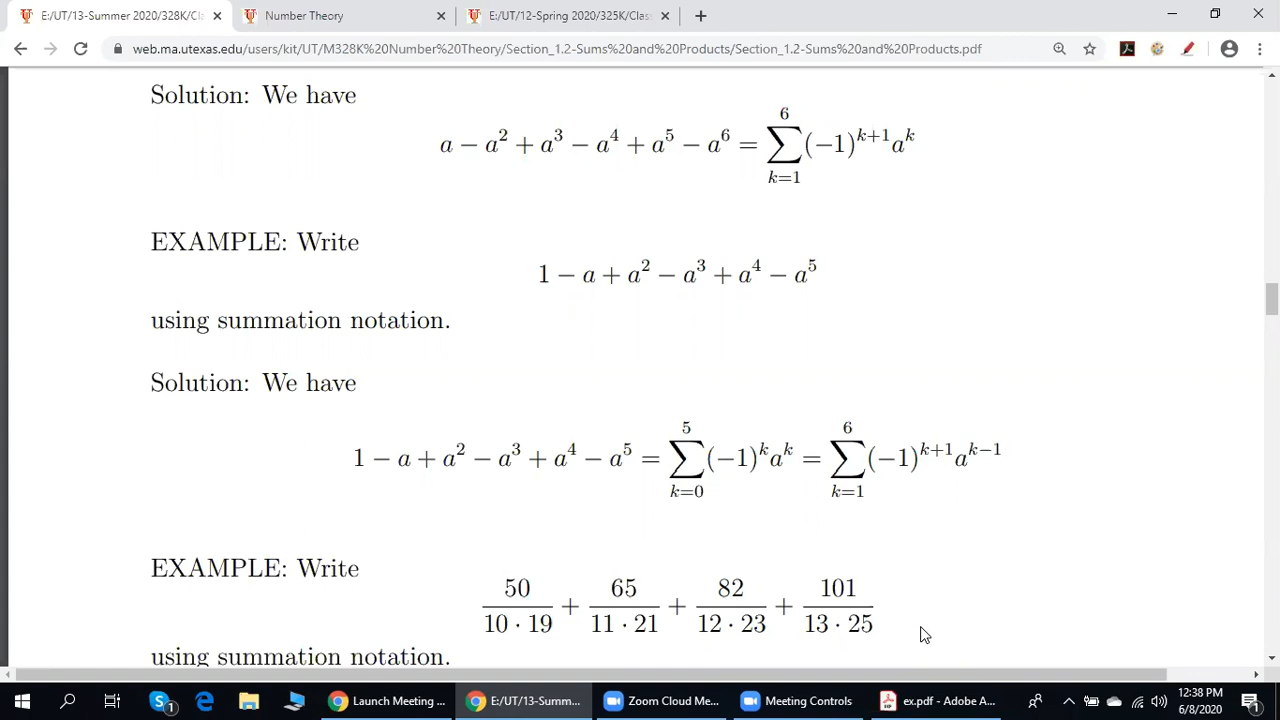 E:/UT/13-Summer 2020/328K/Cla
Number Theory
E:/UT/12-Spring 2020/325K/Class
web.ma.utexas.edu/users/kit/UT/M328K%20Number%20Theory/Section_1.2-Sums%20and%20Products/Section_1.2-Sums%20and%20Products.pdf
Solution: We have
a − a² + a³ − a⁴ + a⁵ − a⁶ = ∑_{k=1}^{6} (−1)^{k+1} a^k
EXAMPLE: Write
1 − a + a² − a³ + a⁴ − a⁵
using summation notation.
Solution: We have
1 − a + a² − a³ + a⁴ − a⁵ = ∑_{k=0}^{5} (−1)^k a^k = ∑_{k=1}^{6} (−1)^{k+1} a^{k−1}
EXAMPLE: Write
50/(10 · 19) + 65/(11 · 21) + 82/(12 · 23) + 101/(13 · 25)
using summation notation.
1
Launch Meeting ...
E:/UT/13-Summ...
Zoom Cloud Me...
Meeting Controls
ex.pdf - Adobe A...
12:38 PM
6/8/2020